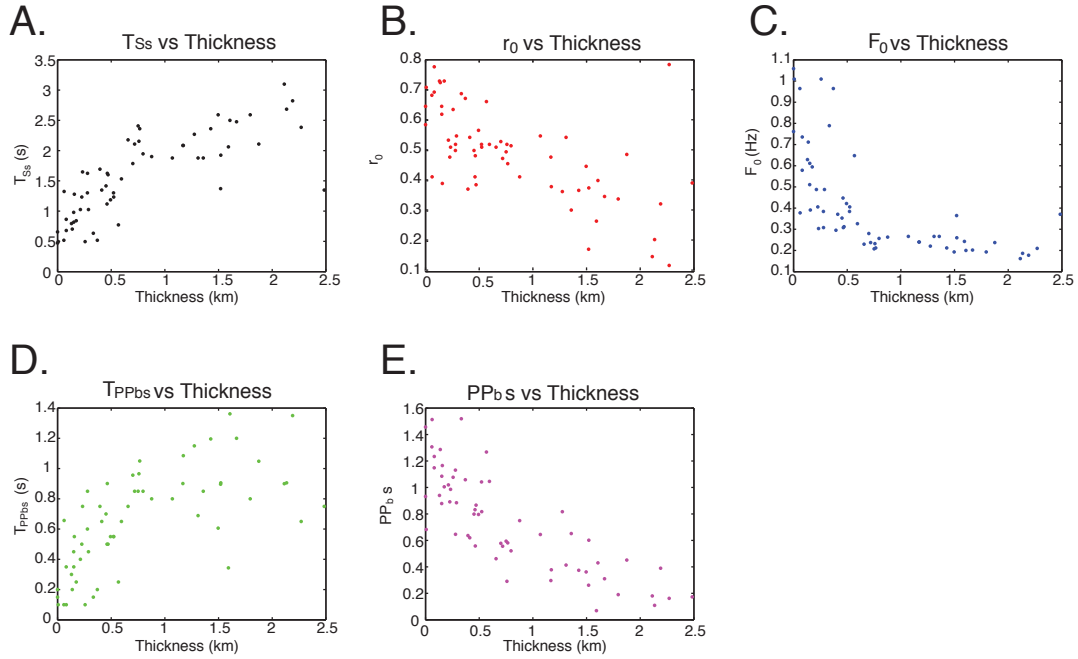 A.
TSs vs Thickness
3.5
3
2.5
2
1.5
1
0.5
0
0 0.5 1 1.5 2 2.5
TSs (s)
Thickness (km)
B.
r0 vs Thickness
0.8
0.7
0.6
0.5
0.4
0.3
0.2
0.1
0 0.5 1 1.5 2 2.5
r0
Thickness (km)
C.
F0 vs Thickness
1.1
1
0.9
0.8
0.7
0.6
0.5
0.4
0.3
0.2
0.1
0 0.5 1 1.5 2 2.5
F0 (Hz)
Thickness (km)
D.
TPPbs vs Thickness
1.4
1.2
1
0.8
0.6
0.4
0.2
0
0 0.5 1 1.5 2 2.5
TPPbs (s)
Thickness (km)
E.
PPb s vs Thickness
1.6
1.4
1.2
1
0.8
0.6
0.4
0.2
0
0 0.5 1 1.5 2 2.5
PPb s
Thickness (km)